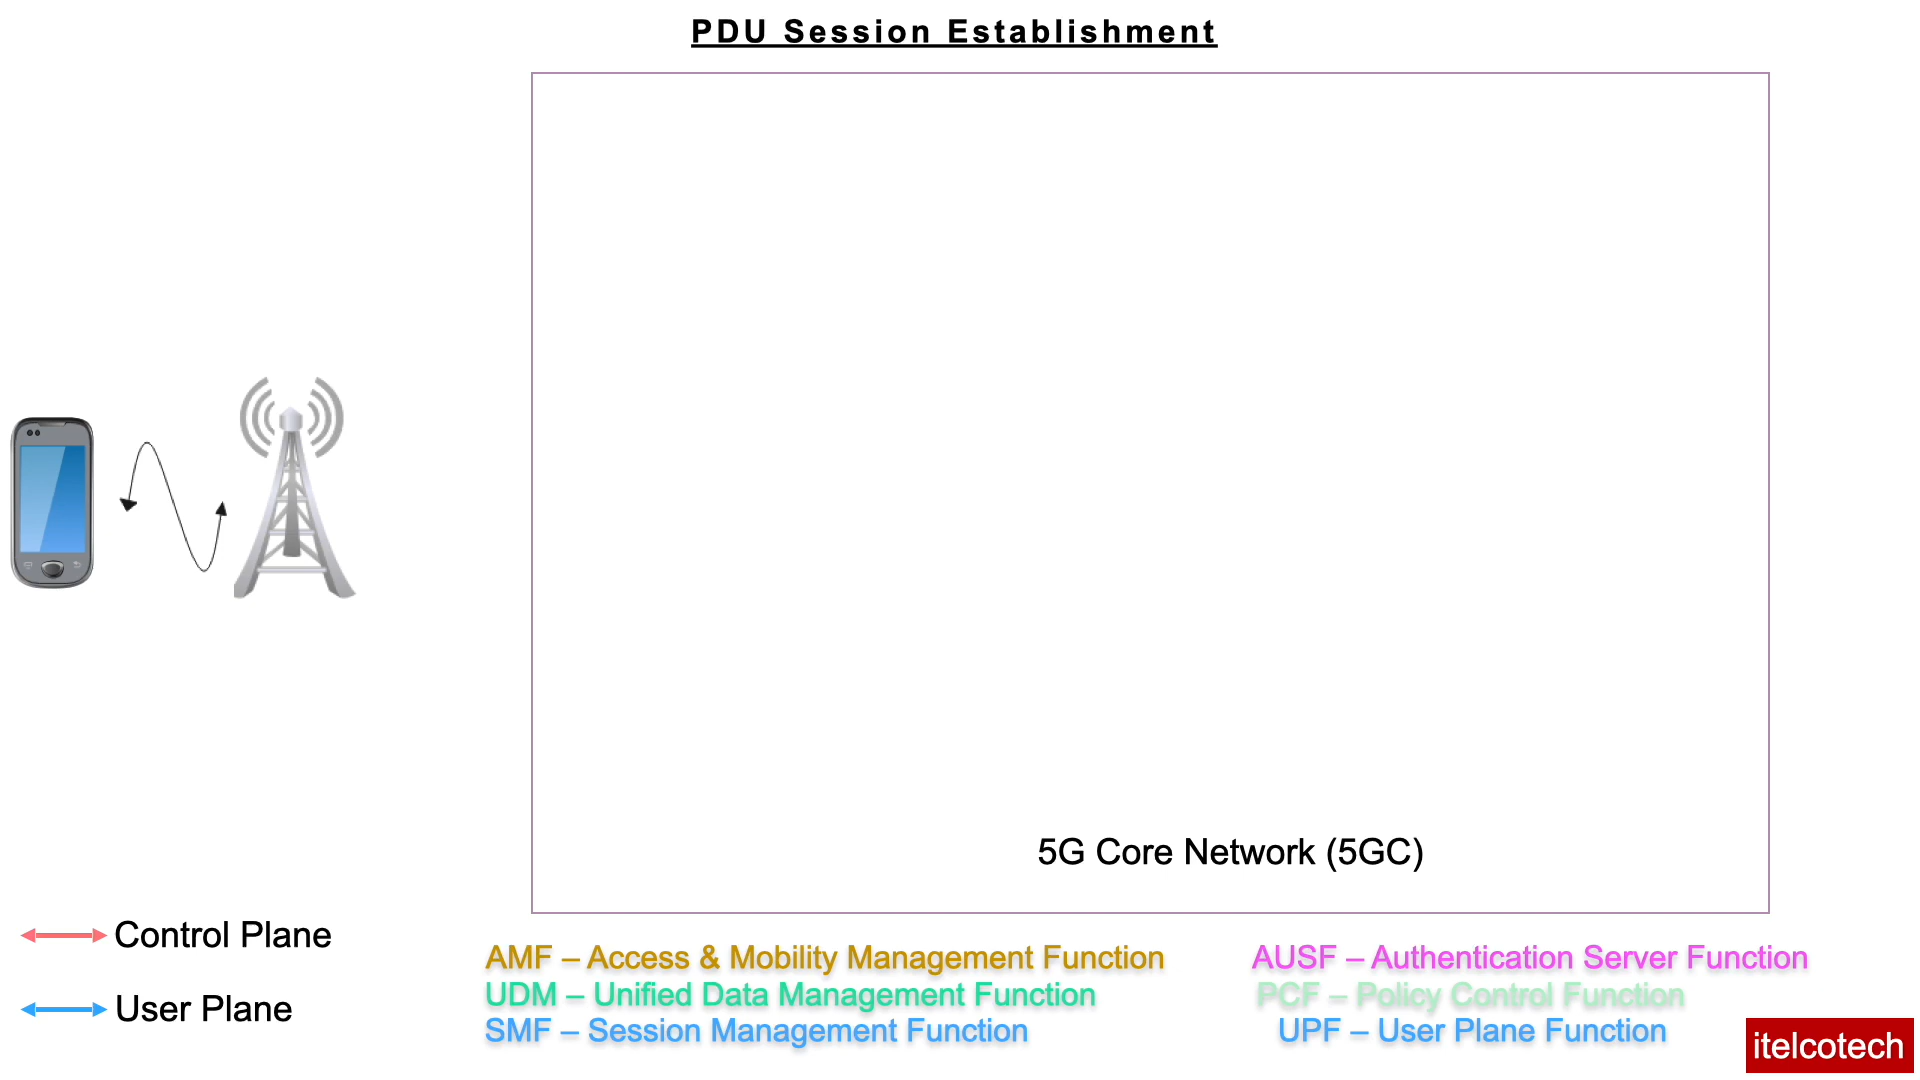 PDU Session Establishment
5G Core Network (5GC)
Control Plane
User Plane
AMF – Access & Mobility Management Function
UDM – Unified Data Management Function
SMF – Session Management Function
AUSF – Authentication Server Function
PCF – Policy Control Function
UPF – User Plane Function
itelcotech